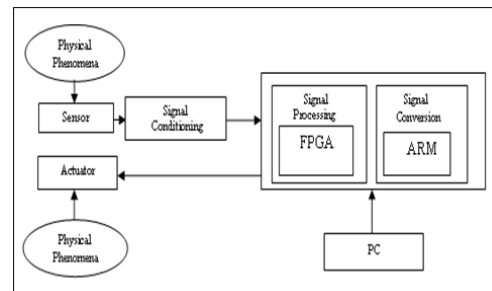 Physical
Phenomena
Sensor
Signal
Conditioning
Signal
Processing
FPGA
Signal
Conversion
ARM
Actuator
Physical
Phenomena
PC